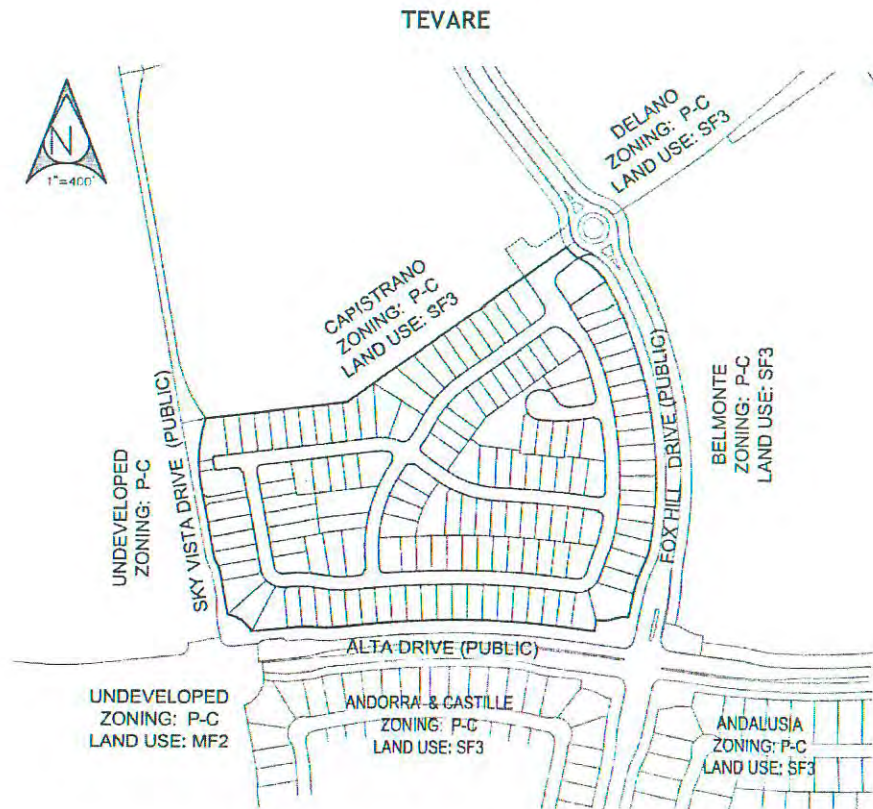 TEVARE
N
1"=400'
DELANO
ZONING: P-C
LAND USE: SF3
CAPISTRANO
ZONING: P-C
LAND USE: SF3
BELMONTE
ZONING: P-C
LAND USE: SF3
FOX HILL DRIVE (PUBLIC)
SKY VISTA DRIVE (PUBLIC)
UNDEVELOPED
ZONING: P-C
ALTA DRIVE (PUBLIC)
UNDEVELOPED
ZONING: P-C
LAND USE: MF2
ANDORRA & CASTILLE
ZONING: P-C
LAND USE: SF3
ANDALUSIA
ZONING: P-C
LAND USE: SF3